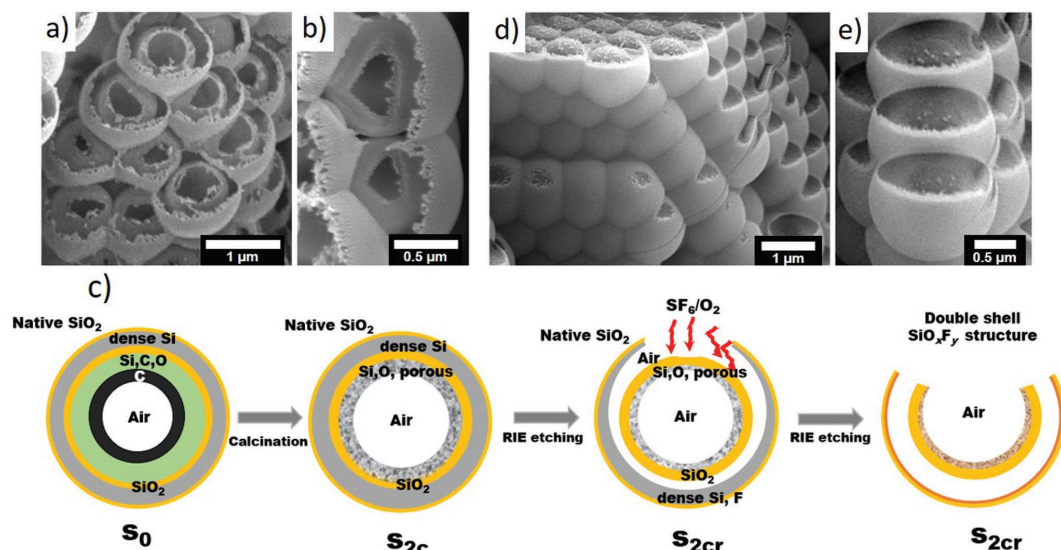 a)
b)
d)
e)
1 µm
0.5 µm
1 µm
0.5 µm
c)
Native SiO₂
dense Si
Si,C,O
C
Air
SiO₂
S₀
Calcination
Native SiO₂
dense Si
Si,O, porous
Air
SiO₂
S₂c
RIE etching
SF₆/O₂
Native SiO₂
Air
Si,O, porous
Air
SiO₂
dense Si, F
S₂cr
RIE etching
Double shell
SiOₓFy structure
Air
S₂cr